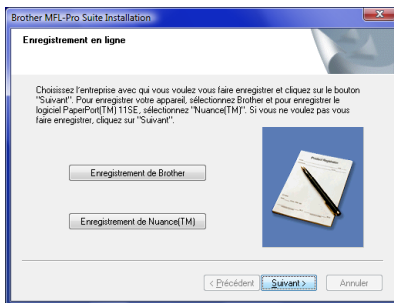 Brother MFL-Pro Suite Installation
Enregistrement en ligne
Choisissez l'entreprise avec qui vous voulez vous faire enregistrer et cliquez sur le bouton
"Suivant". Pour enregistrer votre appareil, sélectionnez Brother et pour enregistrer le
logiciel PaperPort(TM) 11SE, sélectionnez "Nuance(TM)". Si vous ne voulez pas vous
faire enregistrer, cliquez sur "Suivant".
Product Registration
Enregistrement de Brother
Enregistrement de Nuance(TM)
< Précédent
Suivant >
Annuler